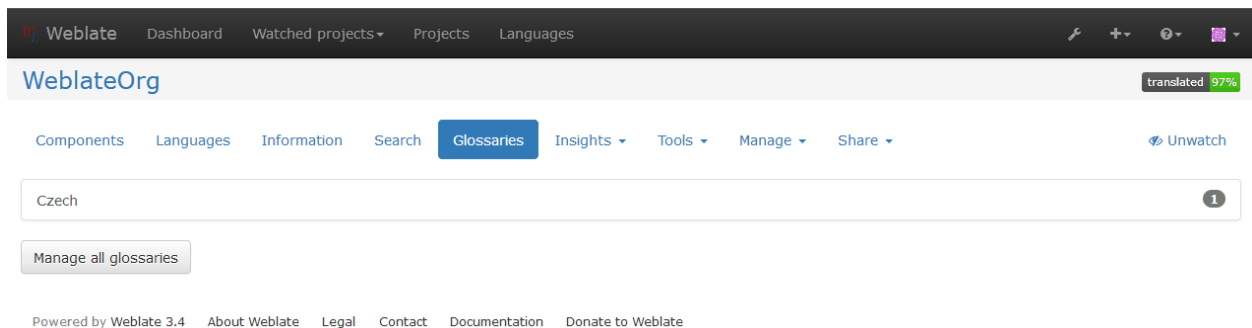 Weblate Dashboard Watched projects Projects Languages
WeblateOrg translated 97%
Components Languages Information Search Glossaries Insights Tools Manage Share Unwatch
Czech 1
Manage all glossaries
Powered by Weblate 3.4 About Weblate Legal Contact Documentation Donate to Weblate